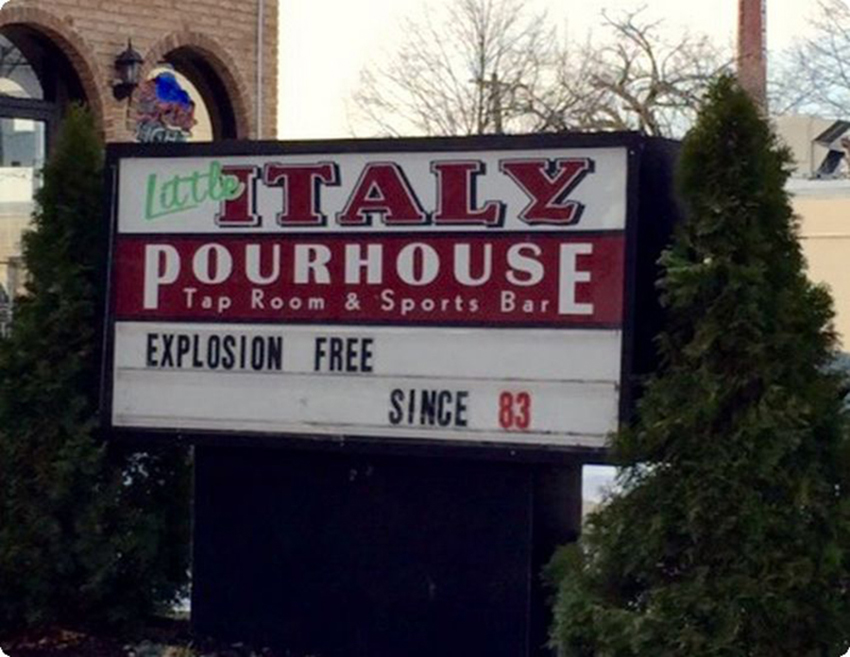 Little ITALY
POURHOUSE
Tap Room & Sports Bar
EXPLOSION FREE
SINCE 83